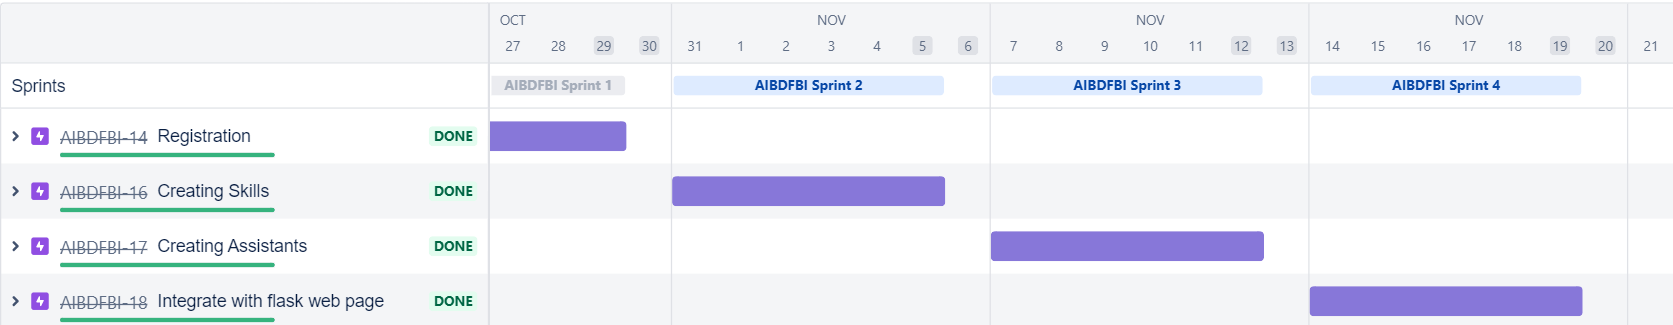 OCT NOV NOV NOV
27 28 29 30 31 1 2 3 4 5 6 7 8 9 10 11 12 13 14 15 16 17 18 19 20 21
Sprints AIBDFBI Sprint 1 AIBDFBI Sprint 2 AIBDFBI Sprint 3 AIBDFBI Sprint 4
AIBDFBI-14 Registration DONE
AIBDFBI-16 Creating Skills DONE
AIBDFBI-17 Creating Assistants DONE
AIBDFBI-18 Integrate with flask web page DONE